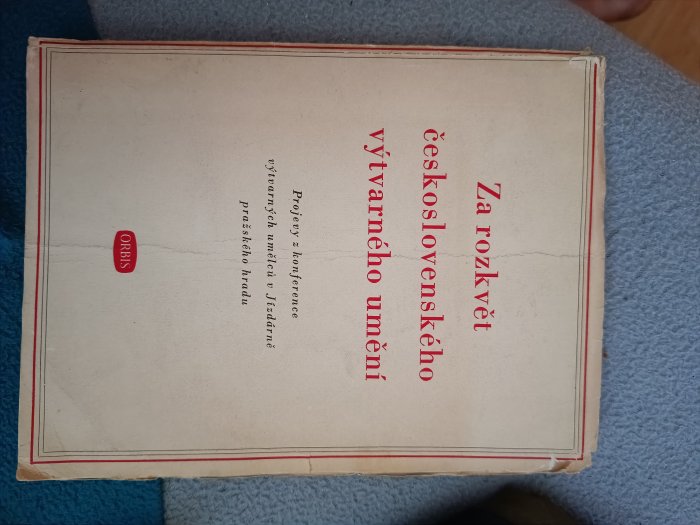 Za rozkvět
československého
výtvarného umění
Projevy z konference
výtvarných umělců v Jízdárně
pražského hradu
ORBIS